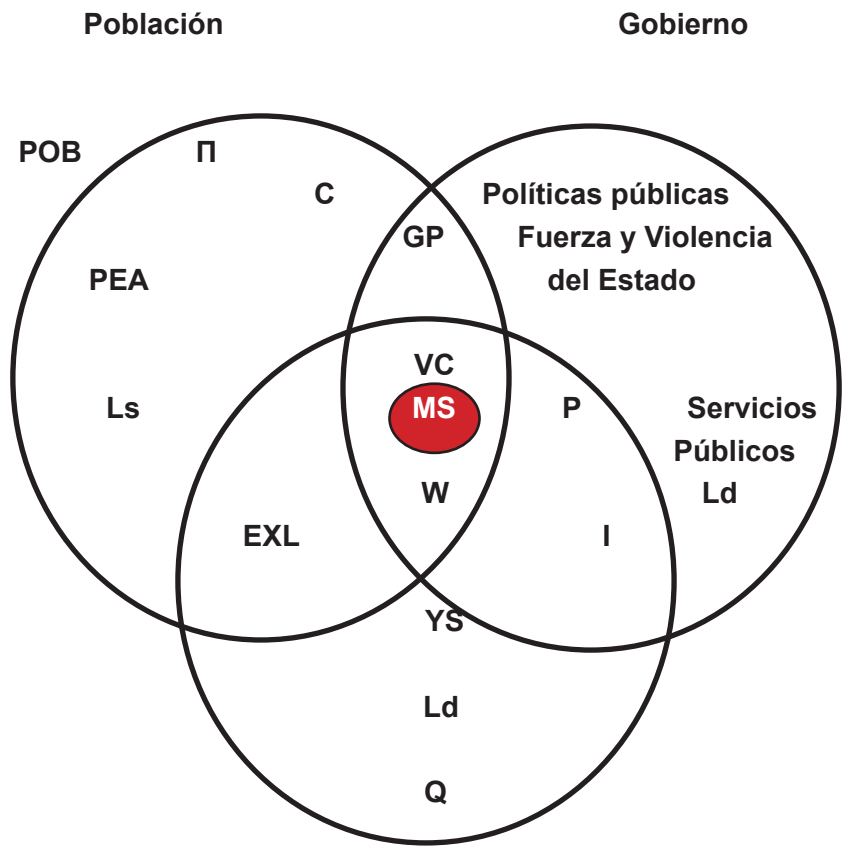 Población
Gobierno
POB
Π
C
Políticas públicas
GP
Fuerza y Violencia
PEA
del Estado
VC
Ls
MS
P
Servicios
Públicos
W
Ld
EXL
I
YS
Ld
Q